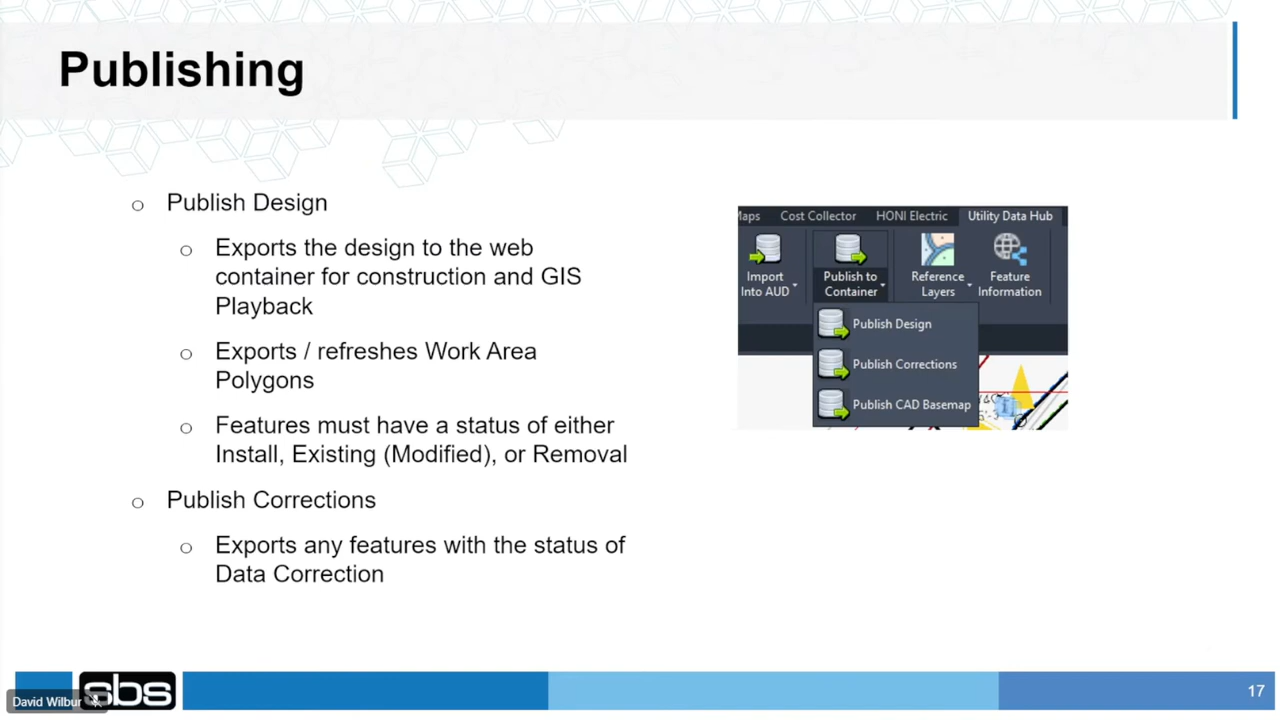 Publishing
Publish Design
Exports the design to the web
container for construction and GIS
Playback
Exports / refreshes Work Area
Polygons
Features must have a status of either
Install, Existing (Modified), or Removal
Publish Corrections
Exports any features with the status of
Data Correction
Maps Cost Collector HONI Electric Utility Data Hub
Import
Into AUD
Publish to
Container
Reference
Layers
Feature
Information
Publish Design
Publish Corrections
Publish CAD Basemap
sbs
David Wilbur
17